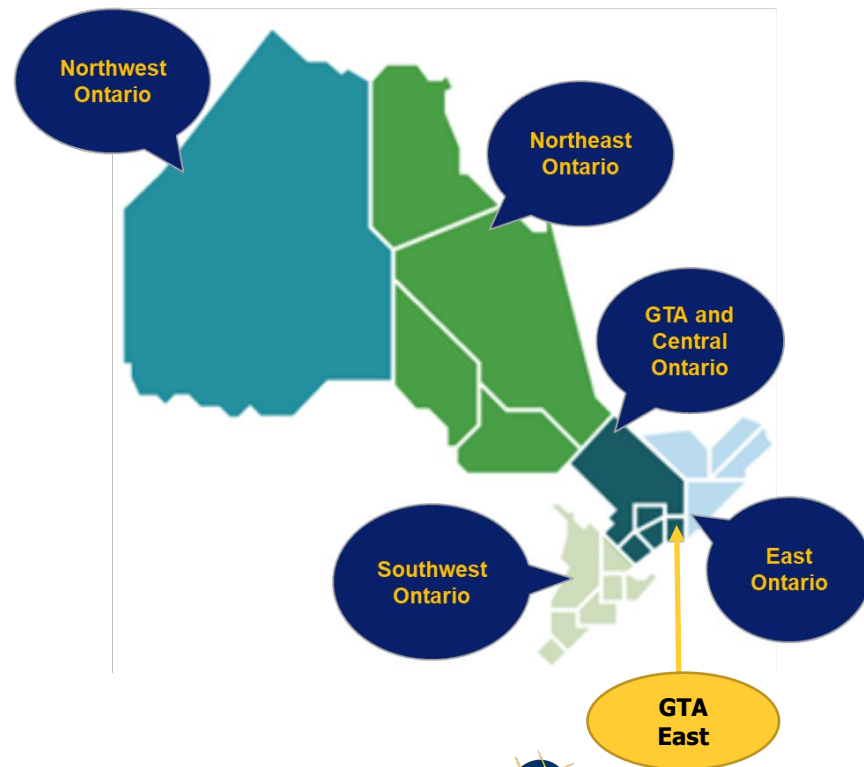 Northwest
Ontario
Northeast
Ontario
GTA and
Central
Ontario
Southwest
Ontario
East
Ontario
GTA
East